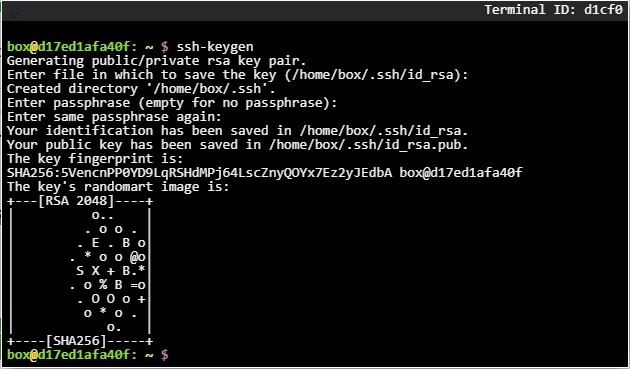 Terminal ID: d1cf0
box@d17ed1afa40f: ~ $ ssh-keygen
Generating public/private rsa key pair.
Enter file in which to save the key (/home/box/.ssh/id_rsa):
Created directory '/home/box/.ssh'.
Enter passphrase (empty for no passphrase):
Enter same passphrase again:
Your identification has been saved in /home/box/.ssh/id_rsa.
Your public key has been saved in /home/box/.ssh/id_rsa.pub.
The key fingerprint is:
SHA256:5VencnPP0YD9LqRSHdMPj64LscZnyQOYx7Ez2yJEdbA box@d17ed1afa40f
The key's randomart image is:
+---[RSA 2048]----+
|          o..    |
|         . o o . |
|        . E . B o|
|        . * o o @o|
|        S X + B.*|
|       . o % B =o|
|        . O O o +|
|         o * o . |
|            o.   |
+----[SHA256]-----+
box@d17ed1afa40f: ~ $